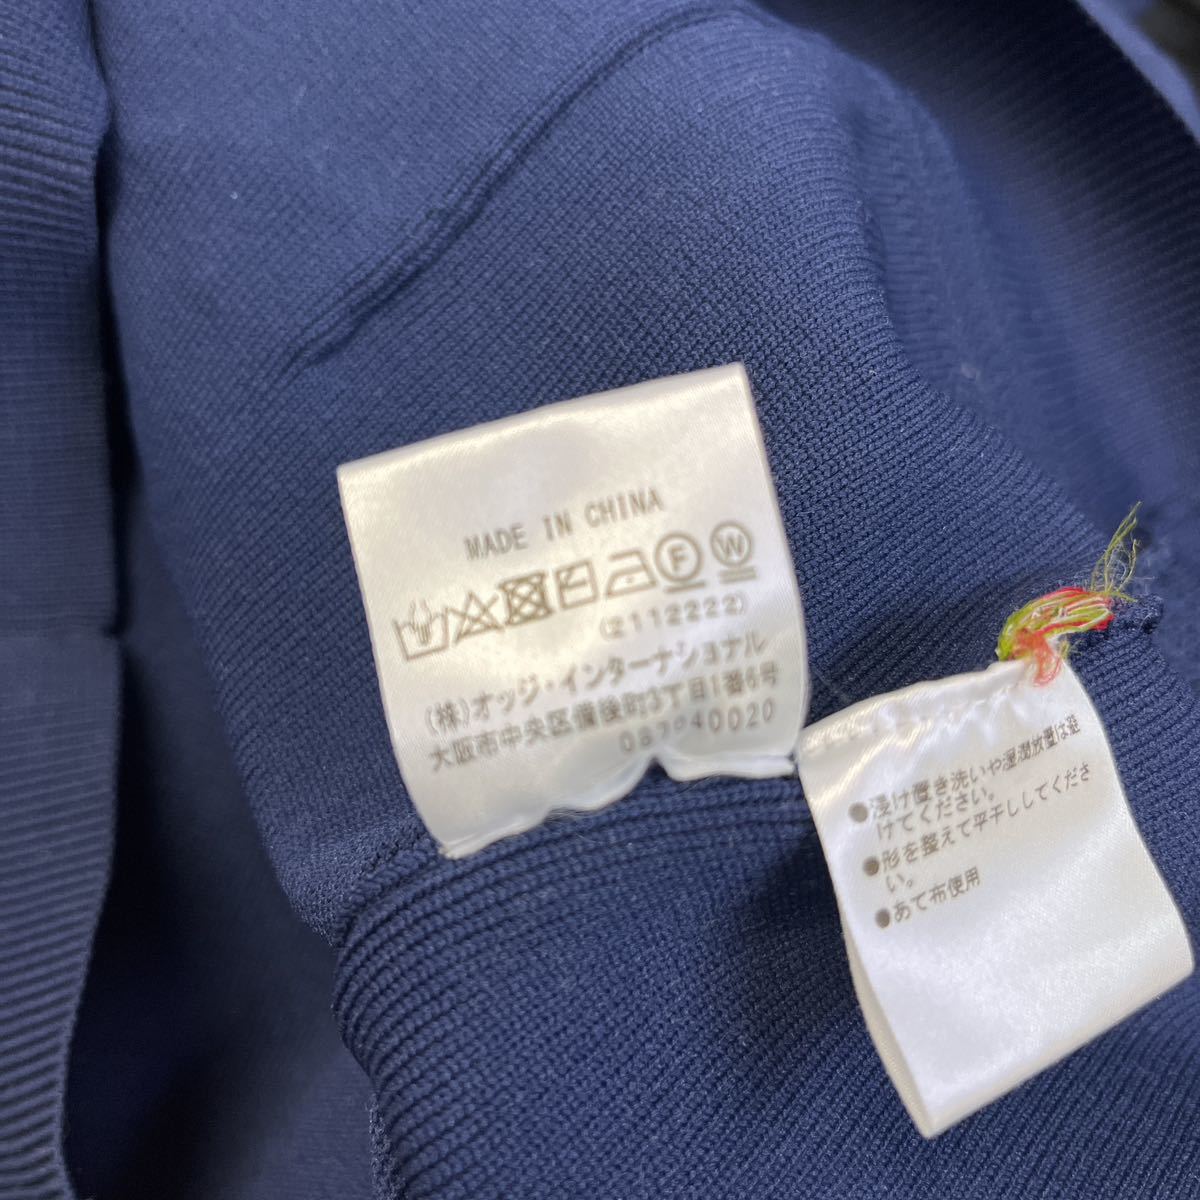 MADE IN CHINA
F W
(2112222)
(株)オッジ・インターナショナル
大阪市中央区備後町3丁目1番6号
40020
●浸け置き洗いや湿潤放置は避
けてください。
●形を整えて平干ししてくださ
い。
●あて布使用